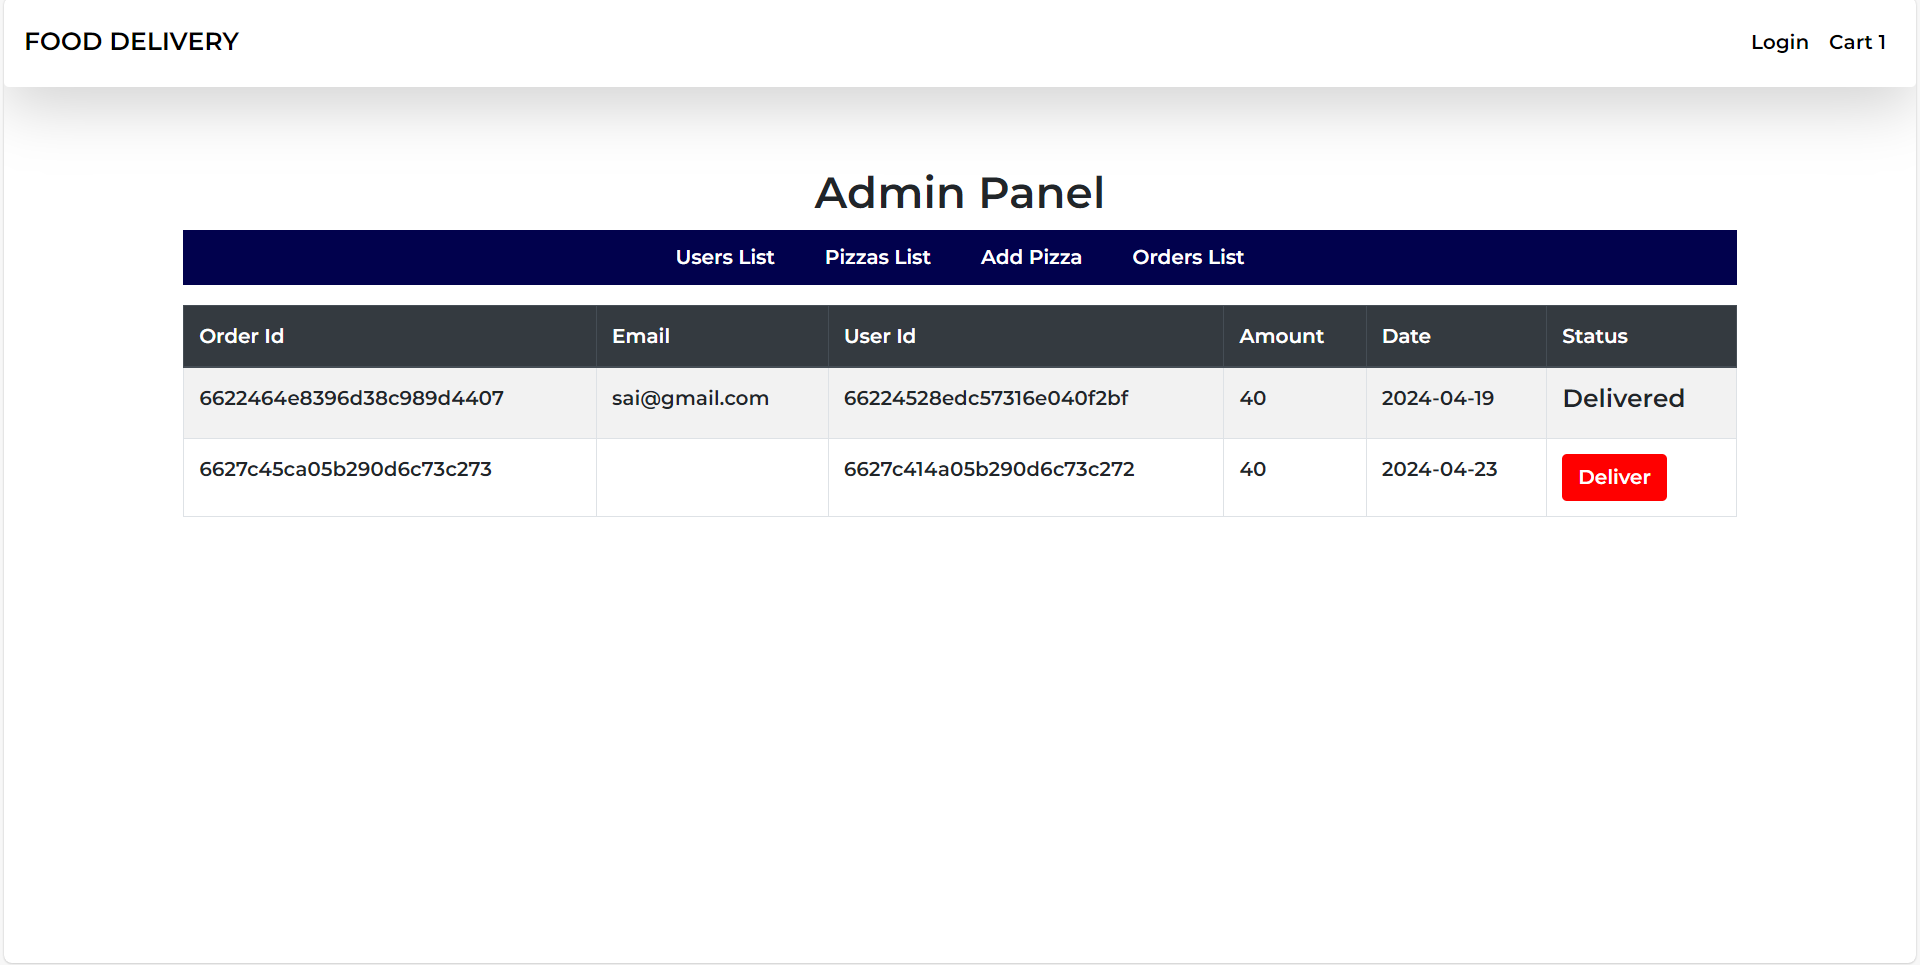 FOOD DELIVERY Login Cart 1
Admin Panel
Users List Pizzas List Add Pizza Orders List
Order Id Email User Id Amount Date Status
6622464e8396d38c989d4407 sai@gmail.com 66224528edc57316e040f2bf 40 2024-04-19 Delivered
6627c45ca05b290d6c73c273 6627c414a05b290d6c73c272 40 2024-04-23 Deliver